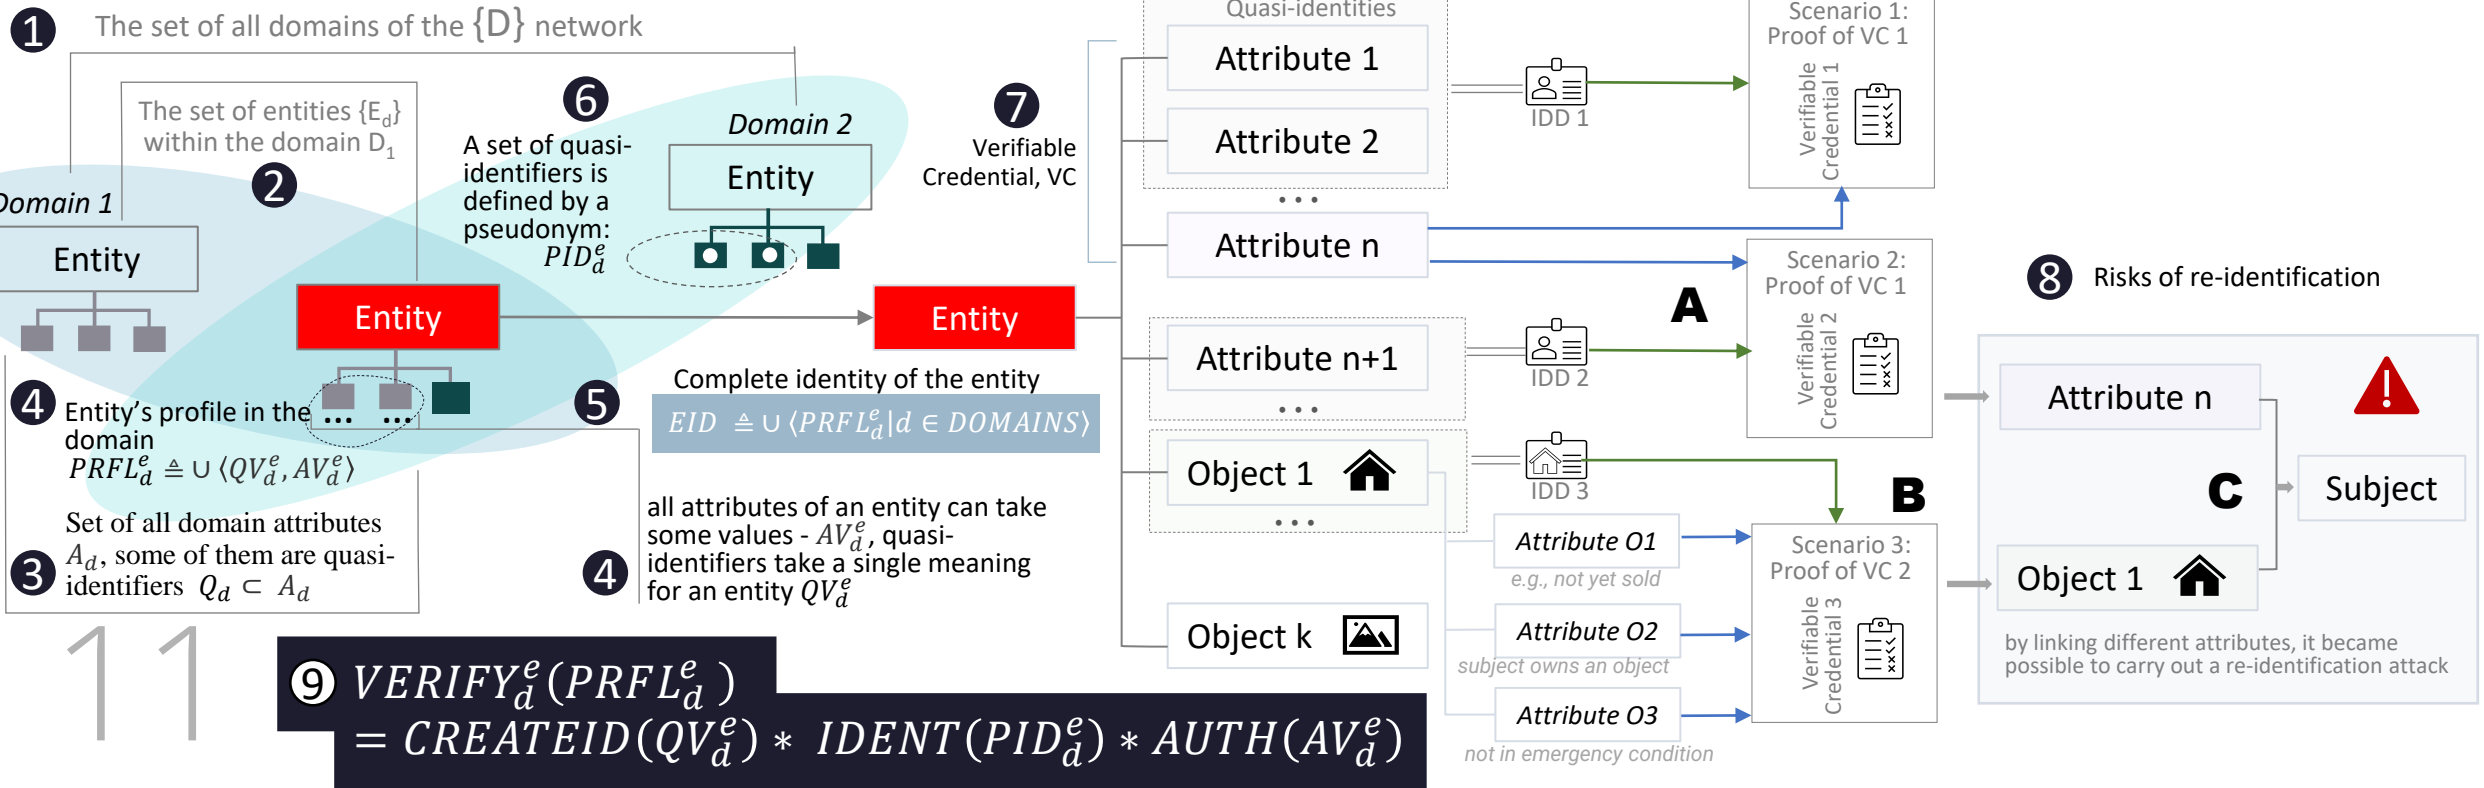 1
The set of all domains of the {D} network
The set of entities {E_d}
within the domain D_1
2
Domain 1
Entity
6
A set of quasi-
identifiers is
defined by a
pseudonym:
PID_d^e
Domain 2
Entity
Entity
4
Entity's profile in the
domain
PRFL_d^e ≜ ∪ ⟨QV_d^e, AV_d^e⟩
3
Set of all domain attributes
A_d, some of them are quasi-
identifiers Q_d ⊂ A_d
5
Entity
Complete identity of the entity
EID ≜ ∪ ⟨PRFL_d^e|d ∈ DOMAINS⟩
4
all attributes of an entity can take
some values - AV_d^e, quasi-
identifiers take a single meaning
for an entity QV_d^e
11
9
VERIFY_d^e(PRFL_d^e)
= CREATEID(QV_d^e) * IDENT(PID_d^e) * AUTH(AV_d^e)
7
Verifiable
Credential, VC
Quasi-identities
Attribute 1
Attribute 2
...
Attribute n
Attribute n+1
...
Object 1
...
Object k
IDD 1
IDD 2
IDD 3
Attribute O1
e.g., not yet sold
Attribute O2
subject owns an object
Attribute O3
not in emergency condition
Scenario 1:
Proof of VC 1
Verifiable
Credential 1
Scenario 2:
Proof of VC 1
Verifiable
Credential 2
A
B
Scenario 3:
Proof of VC 2
Verifiable
Credential 3
8
Risks of re-identification
Attribute n
C
Subject
Object 1
by linking different attributes, it became
possible to carry out a re-identification attack